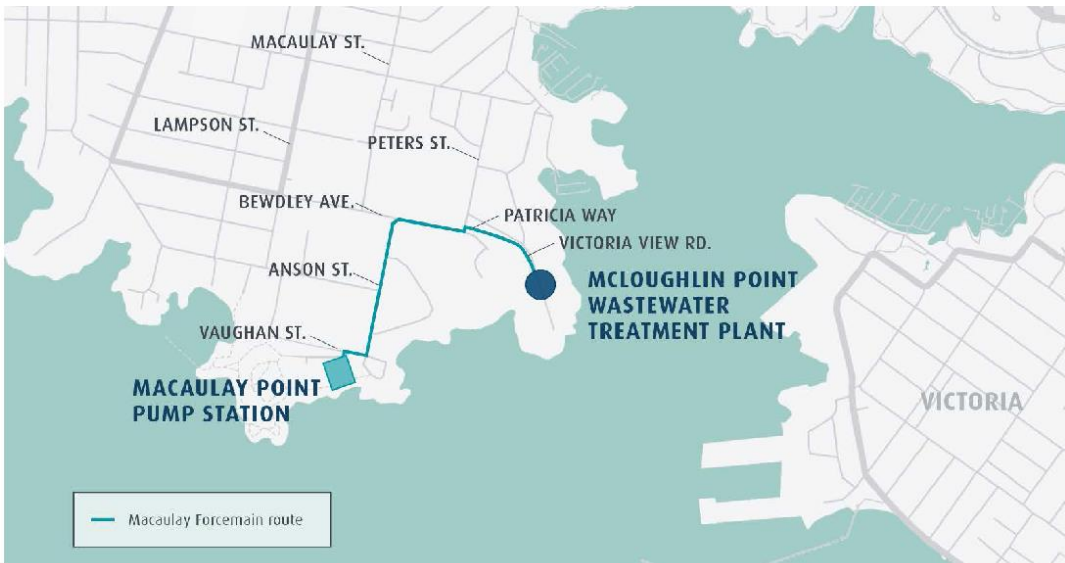 MACAULAY ST.
LAMPSON ST.
PETERS ST.
BEWDLEY AVE.
PATRICIA WAY
VICTORIA VIEW RD.
ANSON ST.
MCLOUGHLIN POINT
WASTEWATER
TREATMENT PLANT
VAUGHAN ST.
MACAULAY POINT
PUMP STATION
VICTORIA
Macaulay Forcemain route